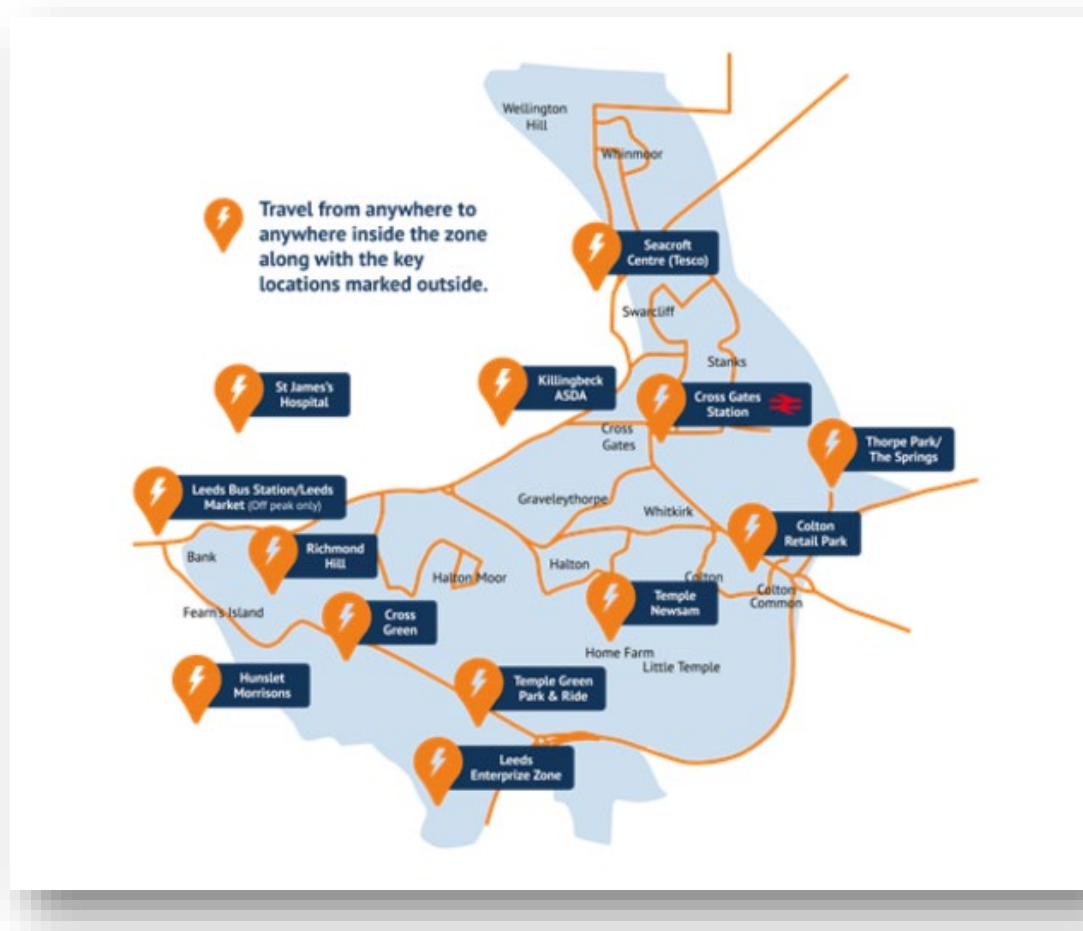 Wellington
Hill
Whinmoor
Travel from anywhere to
anywhere inside the zone
along with the key
locations marked outside.
Seacroft
Centre (Tesco)
Swarcliff
Stanks
St James's
Hospital
Killingbeck
ASDA
Cross Gates
Station
Cross
Gates
Thorpe Park/
The Springs
Leeds Bus Station/Leeds
Market (Off peak only)
Graveleythorpe
Whitkirk
Colton
Retail Park
Bank
Richmond
Hill
Halton Moor
Halton
Colton
Colton
Common
Fearn's Island
Cross
Green
Temple
Newsam
Home Farm
Little Temple
Hunslet
Morrisons
Temple Green
Park & Ride
Leeds
Enterprize Zone